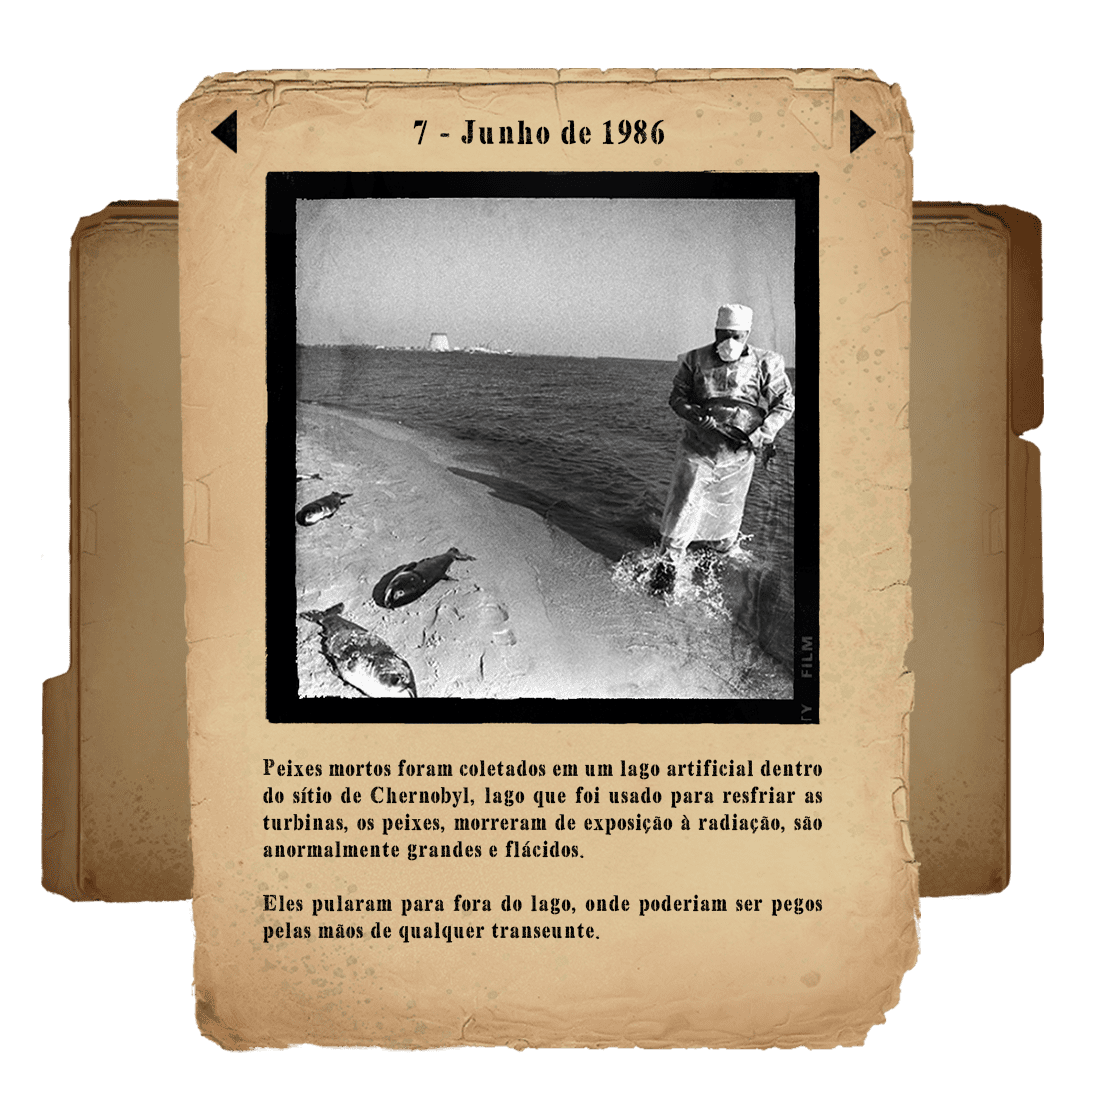 7 - Junho de 1986
TY FILM
Peixes mortos foram coletados em um lago artificial dentro
do sítio de Chernobyl, lago que foi usado para resfriar as
turbinas, os peixes, morreram de exposição à radiação, são
anormalmente grandes e flácidos.
Eles pularam para fora do lago, onde poderiam ser pegos
pelas mãos de qualquer transeunte.